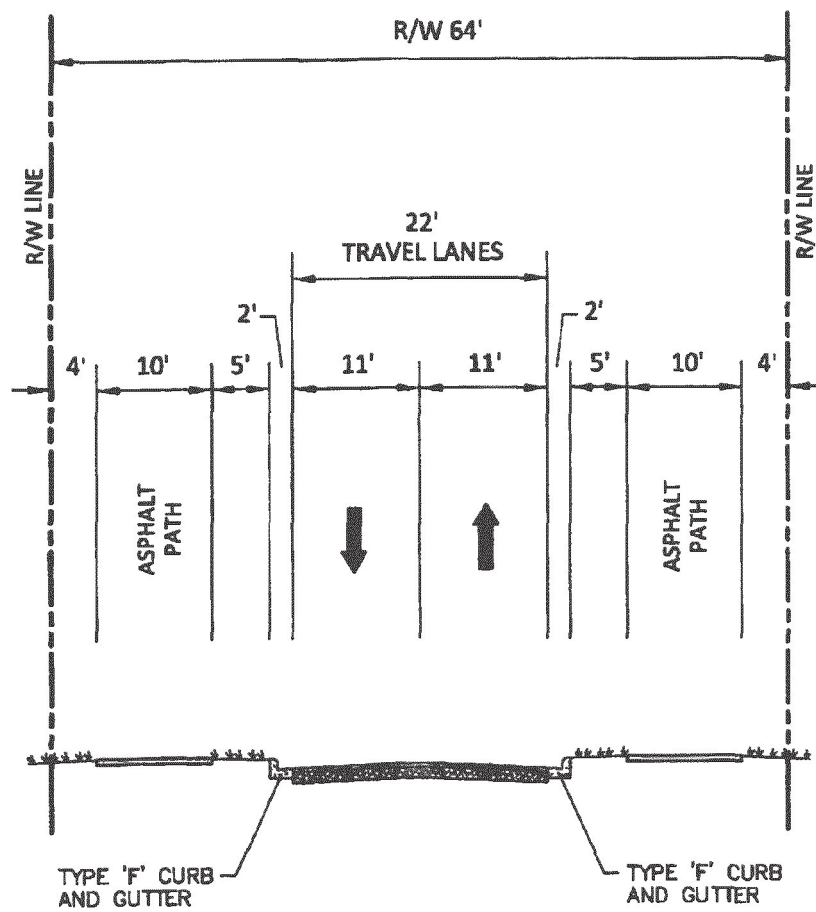 R/W 64'
R/W LINE
R/W LINE
22'
TRAVEL LANES
2'
2'
4'
10'
5'
11'
11'
5'
10'
4'
ASPHALT
PATH
ASPHALT
PATH
TYPE 'F' CURB
AND GUTTER
TYPE 'F' CURB
AND GUTTER